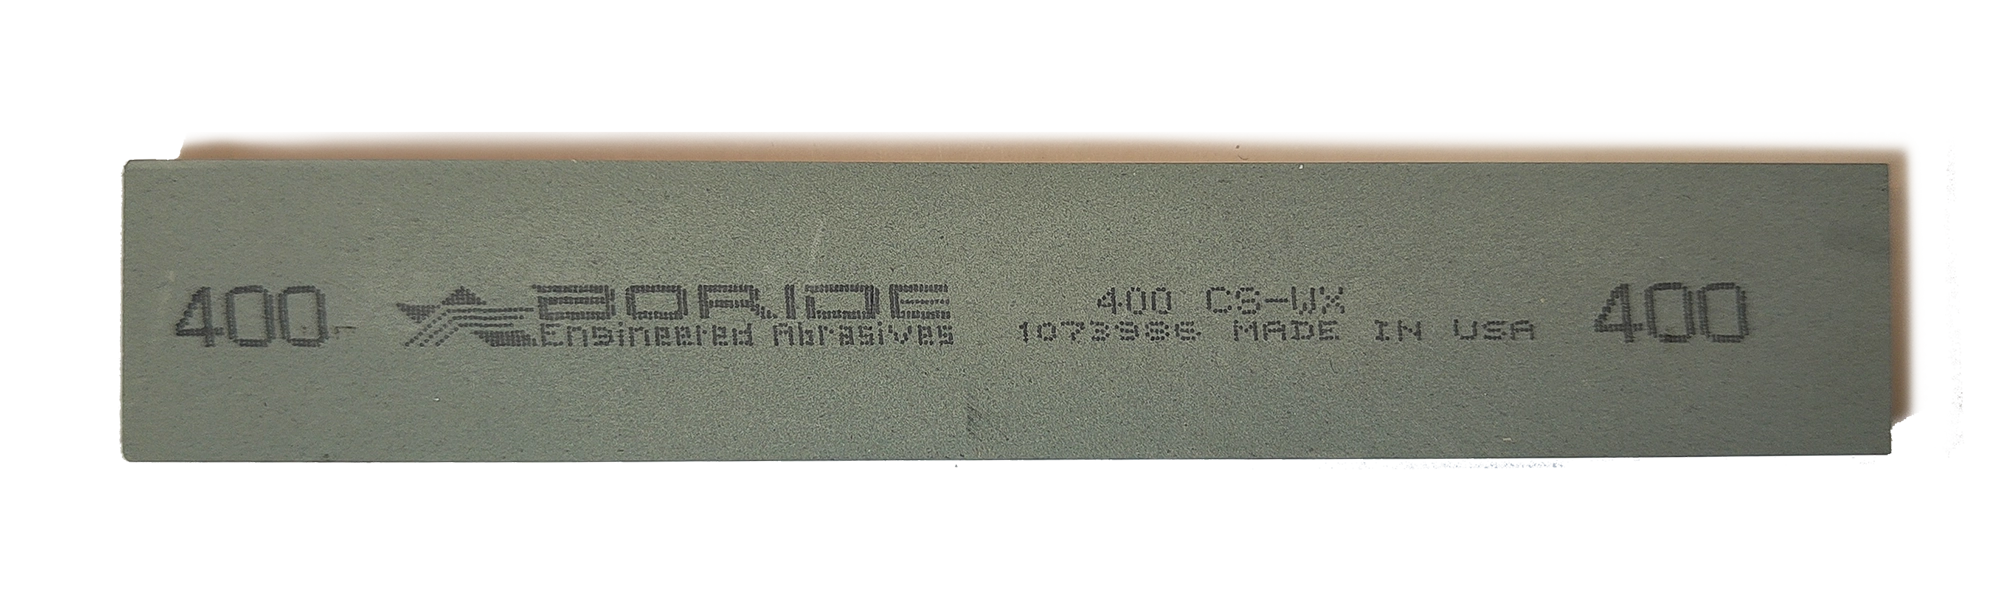 400
BORIDE
Engineered Abrasives
400 CS-WX
1073986 MADE IN USA
400